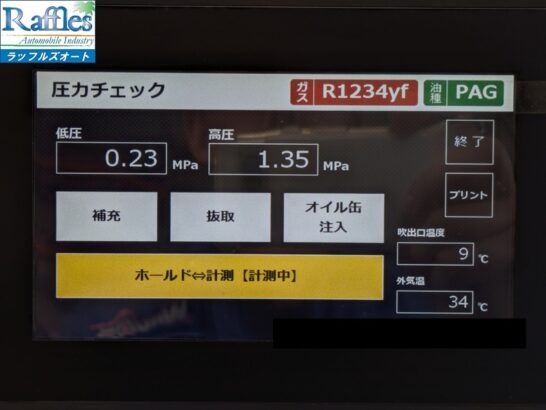 Raffles
Automobile Industry
ラッフルズオート
圧力チェック
ガス R1234yf 油種 PAG
低圧 高圧
0.23 MPa 1.35 MPa
終了
補充 抜取 オイル缶
注入
プリント
ホールド⇔計測【計測中】
吹出口温度
9 ℃
外気温
34 ℃